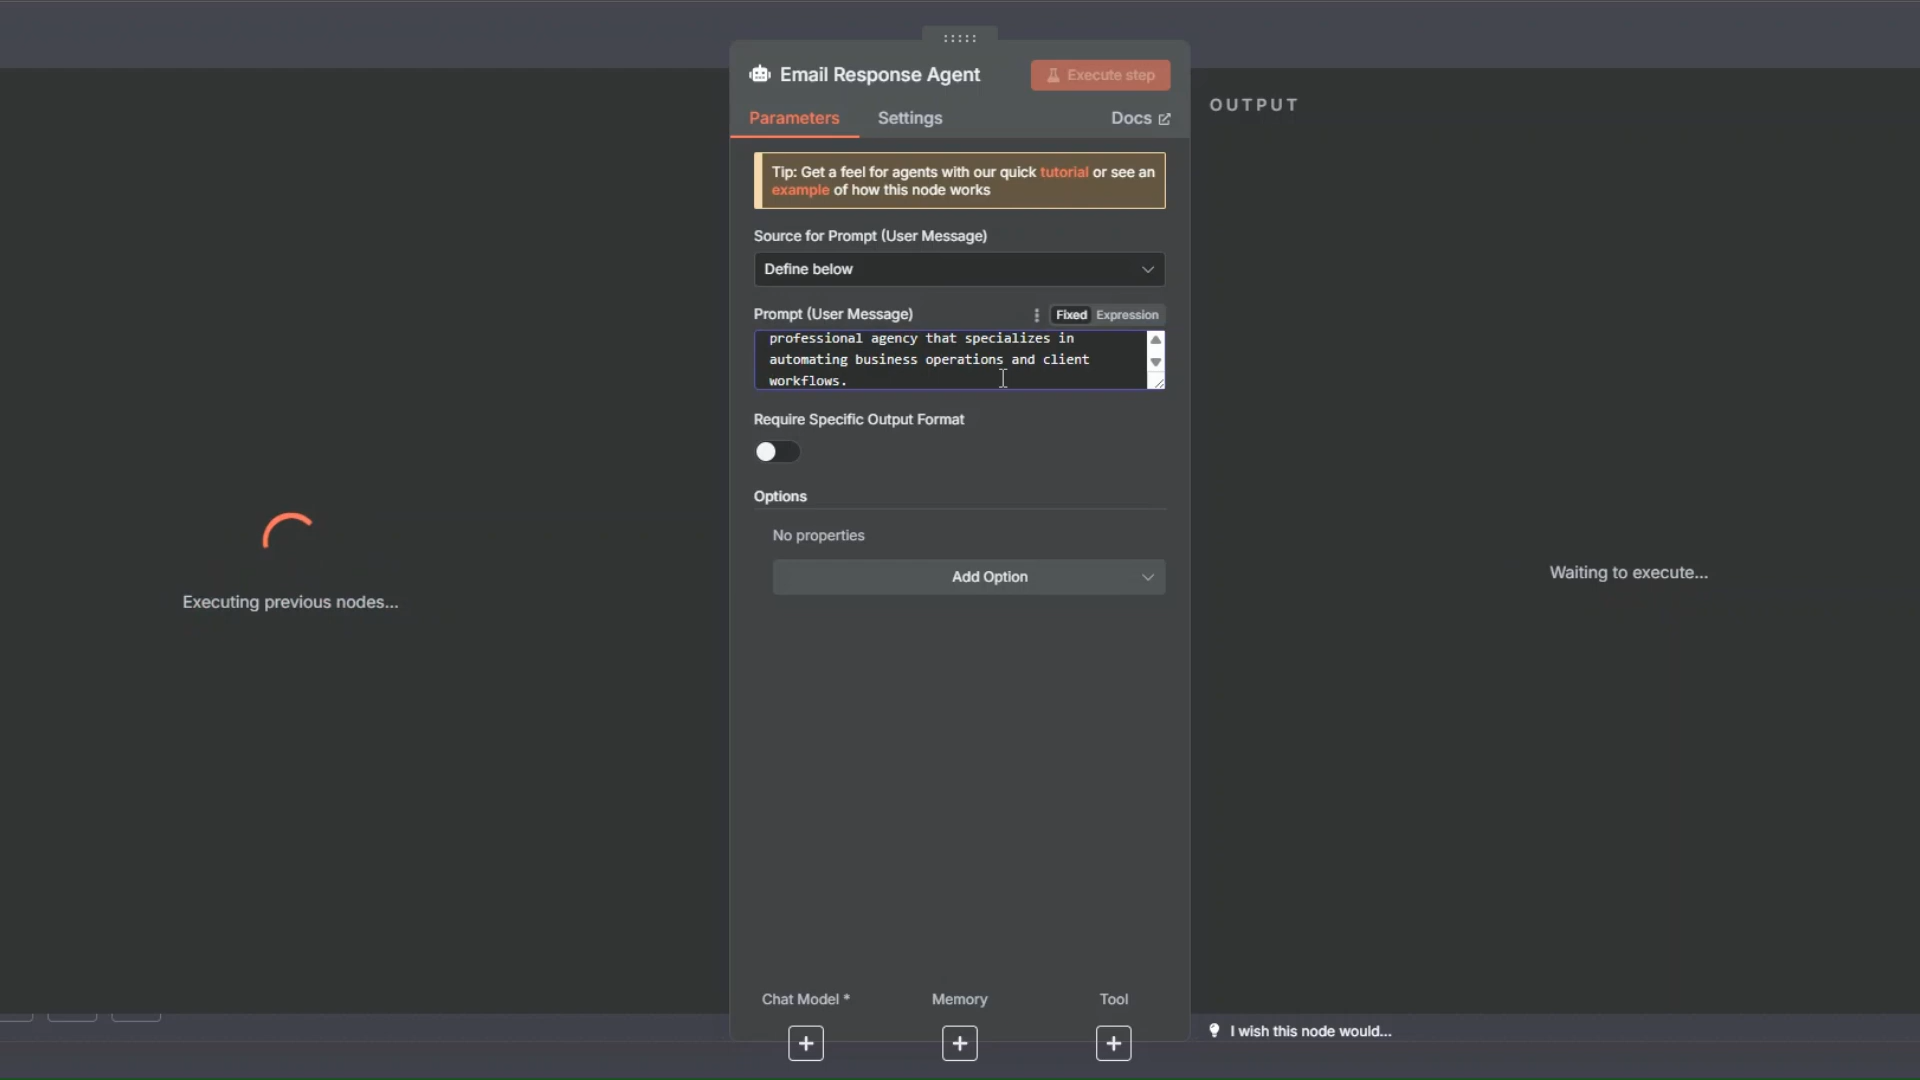 Email Response Agent
Execute step
Parameters
Settings
Docs
OUTPUT
Tip: Get a feel for agents with our quick tutorial or see an
example of how this node works
Source for Prompt (User Message)
Define below
Prompt (User Message)
Fixed
Expression
professional agency that specializes in
automating business operations and client
workflows.
Require Specific Output Format
Options
No properties
Add Option
Executing previous nodes...
Waiting to execute...
Chat Model *
Memory
Tool
I wish this node would...